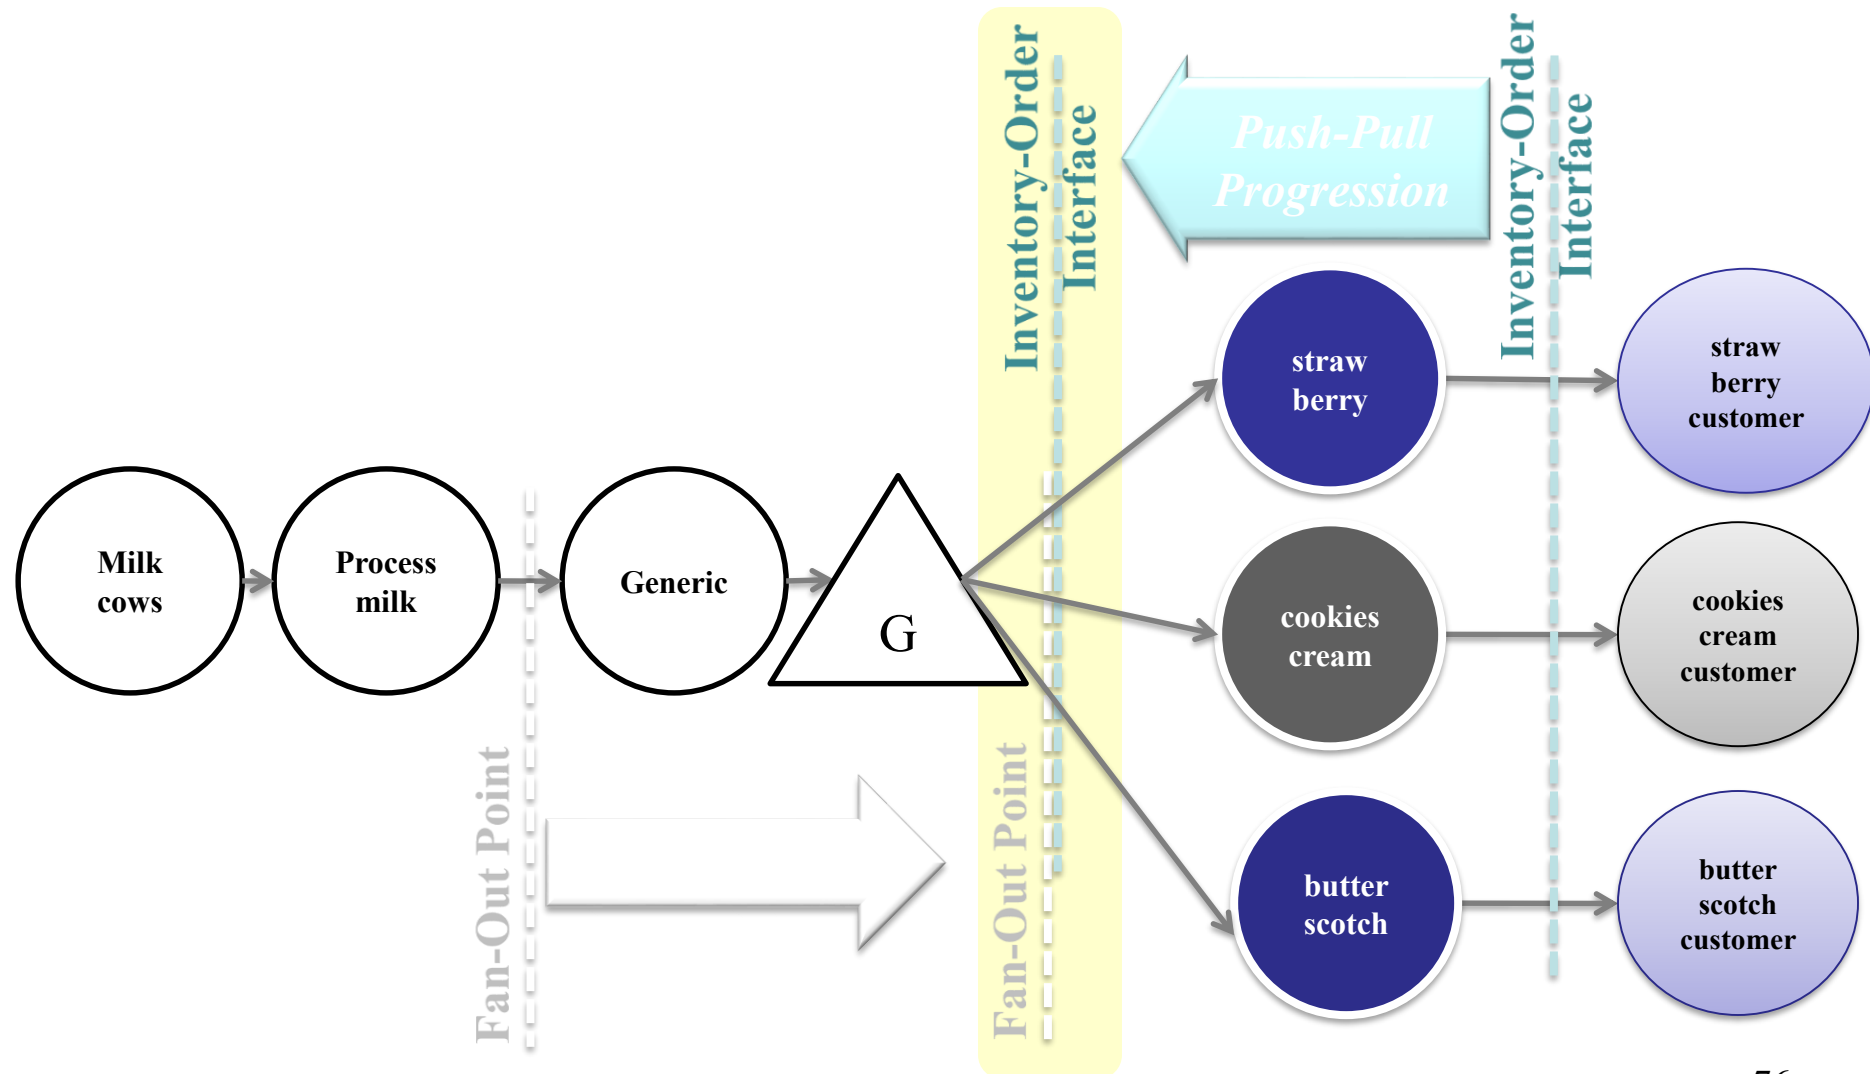 Inventory-Order
Interface
Push-Pull
Progression
Inventory-Order
Interface
straw
berry
straw
berry
customer
Milk
cows
Process
milk
Generic
G
cookies
cream
cookies
cream
customer
Fan-Out Point
Fan-Out Point
butter
scotch
butter
scotch
customer